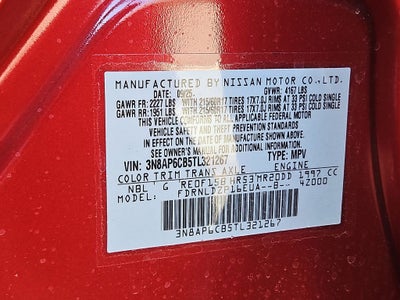 MANUFACTURED BY NISSAN MOTOR CO.,LTD.
DATE: 09/25 GVWR: 4167 LBS
GAWR FR: 2227 LBS WITH 215/60R17 TIRES 17X7.0J RIMS AT 33 PSI COLD SINGLE
GAWR RR: 1951 LBS WITH 215/60R17 TIRES 17X7.0J RIMS AT 33 PSI COLD SINGLE
THIS VEHICLE CONFORMS TO ALL APPLICABLE FEDERAL MOTOR
VEHICLE SAFETY AND THEFT PREVENTION STANDARDS IN
EFFECT ON THE DATE OF MANUFACTURE SHOWN ABOVE.
SEE OWNER'S MANUAL FOR ADDITIONAL INFORMATION
VIN: 3N8AP6CB5TL321267 TYPE: MPV
COLOR TRIM TRANS AXLE ENGINE
NBL G RE0F15B HR53 MR20DD 1997 CC
MODEL FDRNLDZP16EUA--B-- 42000
3N8AP6CB5TL321267